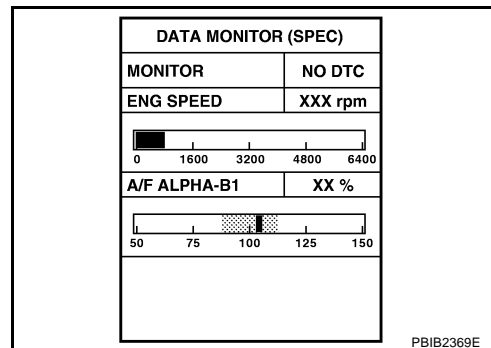 DATA MONITOR (SPEC)
MONITOR NO DTC
ENG SPEED XXX rpm
0 1600 3200 4800 6400
A/F ALPHA-B1 XX %
50 75 100 125 150
PBIB2369E